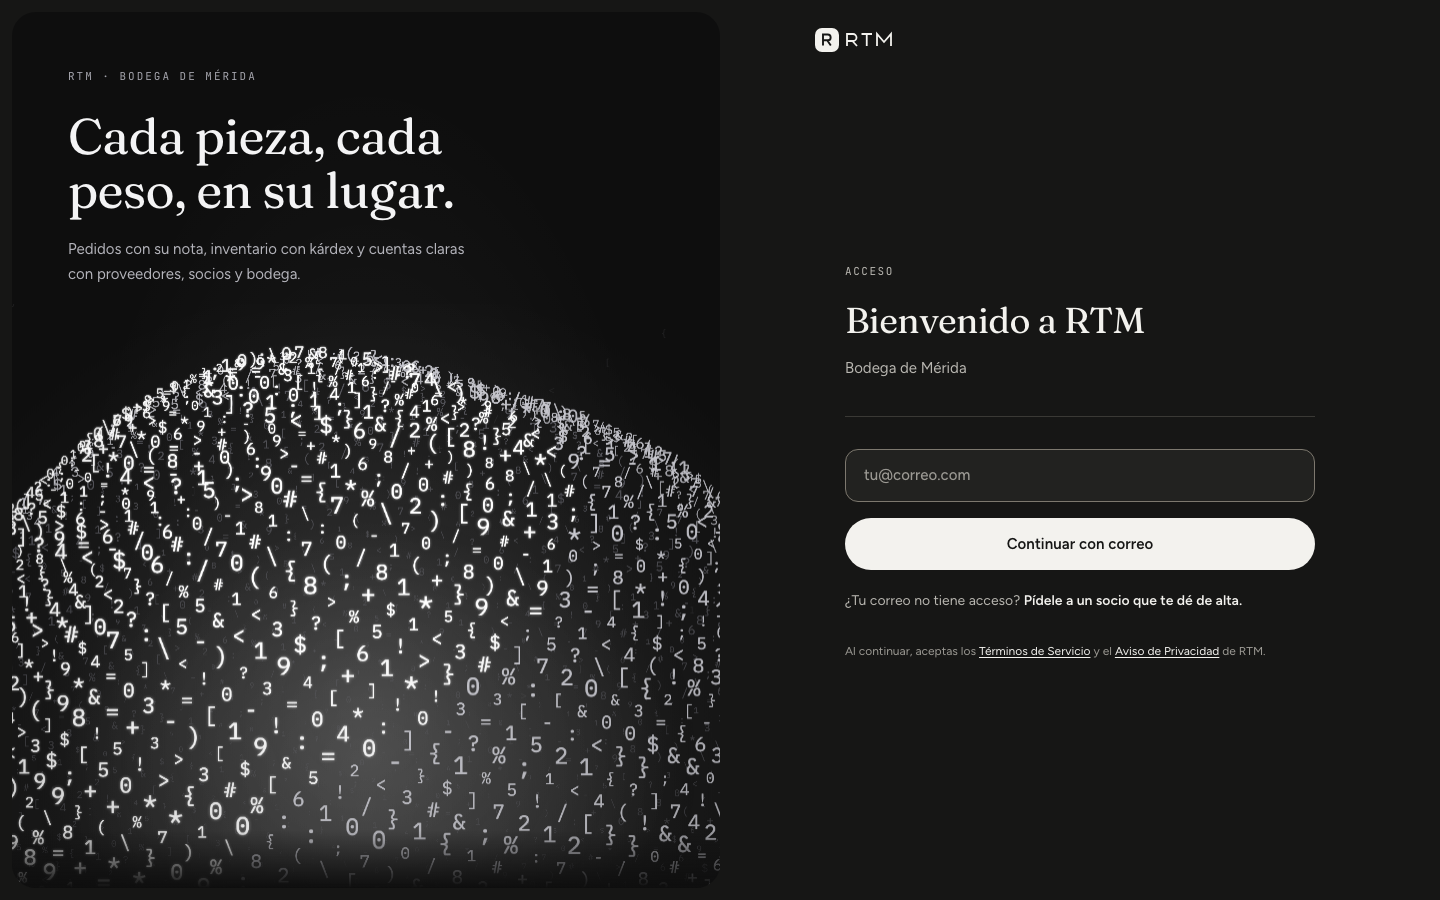 RTM · BODEGA DE MÉRIDA
Cada pieza, cada
peso, en su lugar.
Pedidos con su nota, inventario con kárdex y cuentas claras
con proveedores, socios y bodega.
R RTM
ACCESO
Bienvenido a RTM
Bodega de Mérida
tu@correo.com
Continuar con correo
¿Tu correo no tiene acceso? Pídele a un socio que te dé de alta.
Al continuar, aceptas los Términos de Servicio y el Aviso de Privacidad de RTM.